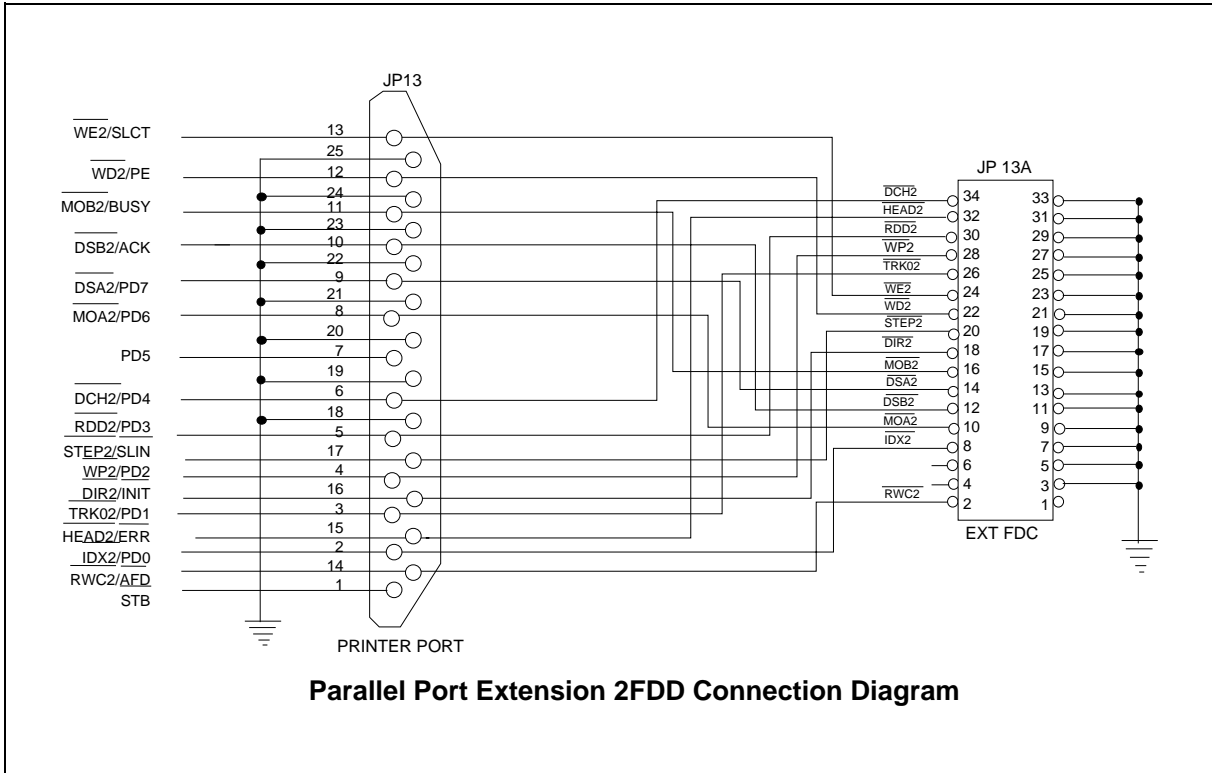 JP13
WE2/SLCT
13
25
WD2/PE
12
24
MOB2/BUSY
11
23
DSB2/ACK
10
22
DSA2/PD7
9
21
MOA2/PD6
8
20
PD5
7
19
DCH2/PD4
6
18
RDD2/PD3
5
STEP2/SLIN
17
WP2/PD2
4
DIR2/INIT
16
TRK02/PD1
3
HEAD2/ERR
15
IDX2/PD0
2
RWC2/AFD
14
STB
1
PRINTER PORT
JP 13A
DCH2 34 33
HEAD2 32 31
RDD2 30 29
WP2 28 27
TRK02 26 25
WE2 24 23
WD2 22 21
STEP2 20 19
DIR2 18 17
MOB2 16 15
DSA2 14 13
DSB2 12 11
MOA2 10 9
IDX2 8 7
6 5
4 3
RWC2 2 1
EXT FDC
Parallel Port Extension 2FDD Connection Diagram